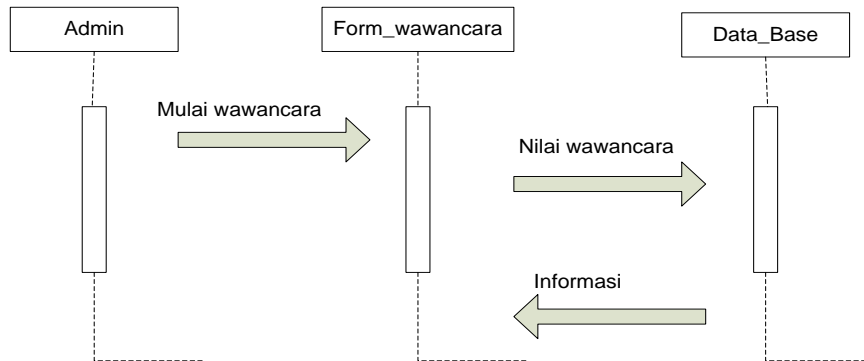 Admin
Form_wawancara
Data_Base
Mulai wawancara
Nilai wawancara
Informasi